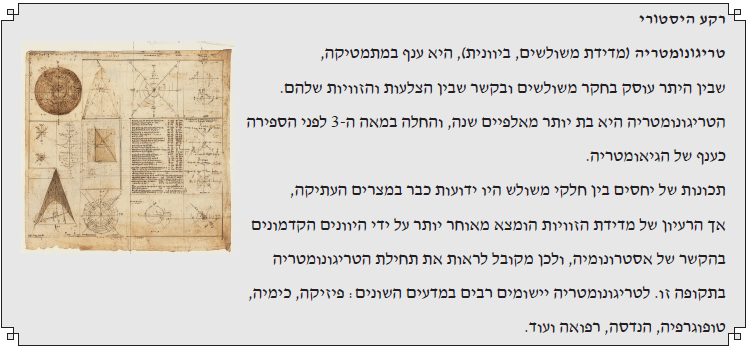 רקע היסטורי
טריגונומטריה (מדידת משולשים, ביוונית), היא ענף במתמטיקה,
שבין היתר עוסק בחקר משולשים ובקשר שבין הצלעות והזוויות שלהם.
הטריגונומטריה היא בת יותר מאלפיים שנה, והחלה במאה ה-3 לפני הספירה
כענף של הגיאומטריה.
תכונות של יחסים בין חלקי משולש היו ידועות כבר במצרים העתיקה,
אך הרעיון של מדידת הזוויות הומצא מאוחר יותר על ידי היוונים הקדמונים
בהקשר של אסטרונומיה, ולכן מקובל לראות את תחילת הטריגונומטריה
בתקופה זו. לטריגונומטריה יישומים רבים במדעים השונים: פיזיקה, כימיה,
טופוגרפיה, הנדסה, רפואה ועוד.